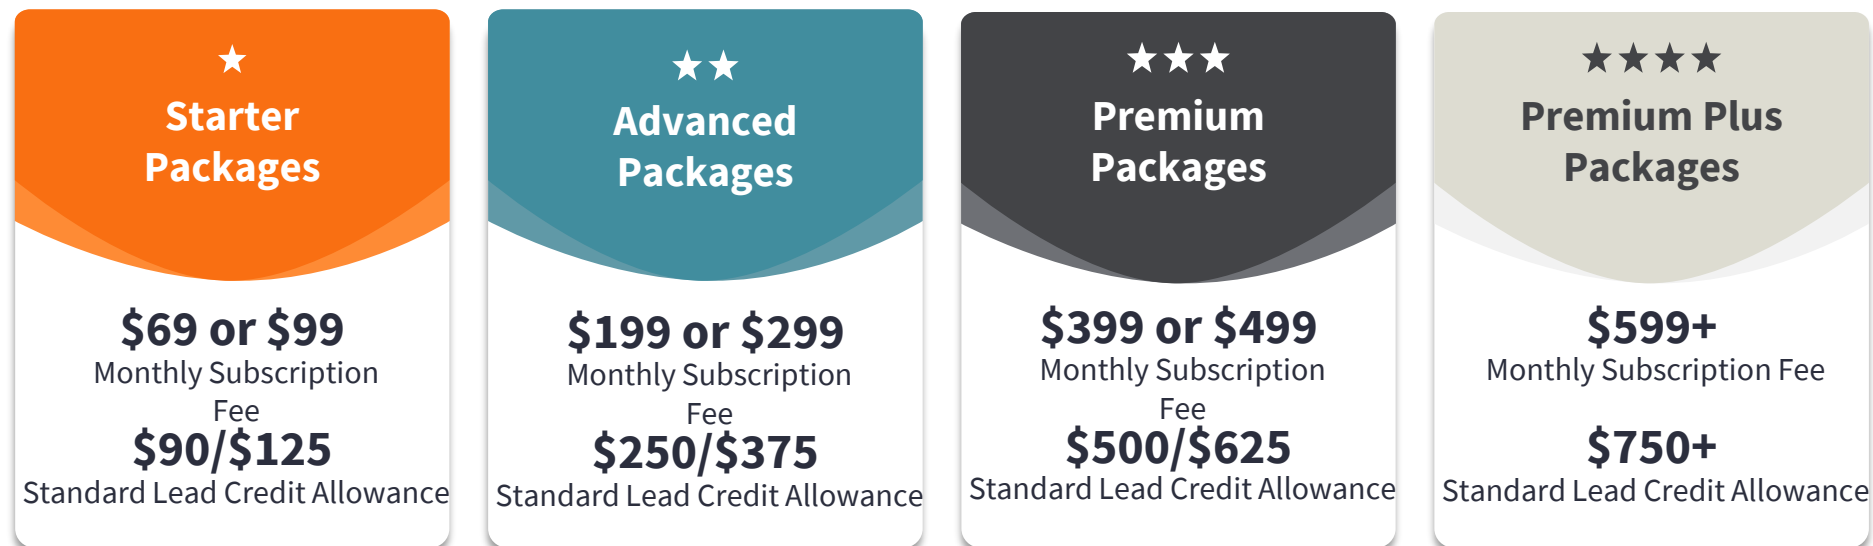 Starter
Packages
$69 or $99
Monthly Subscription
Fee
$90/$125
Standard Lead Credit Allowance
Advanced
Packages
$199 or $299
Monthly Subscription
Fee
$250/$375
Standard Lead Credit Allowance
Premium
Packages
$399 or $499
Monthly Subscription
Fee
$500/$625
Standard Lead Credit Allowance
Premium Plus
Packages
$599+
Monthly Subscription Fee
$750+
Standard Lead Credit Allowance